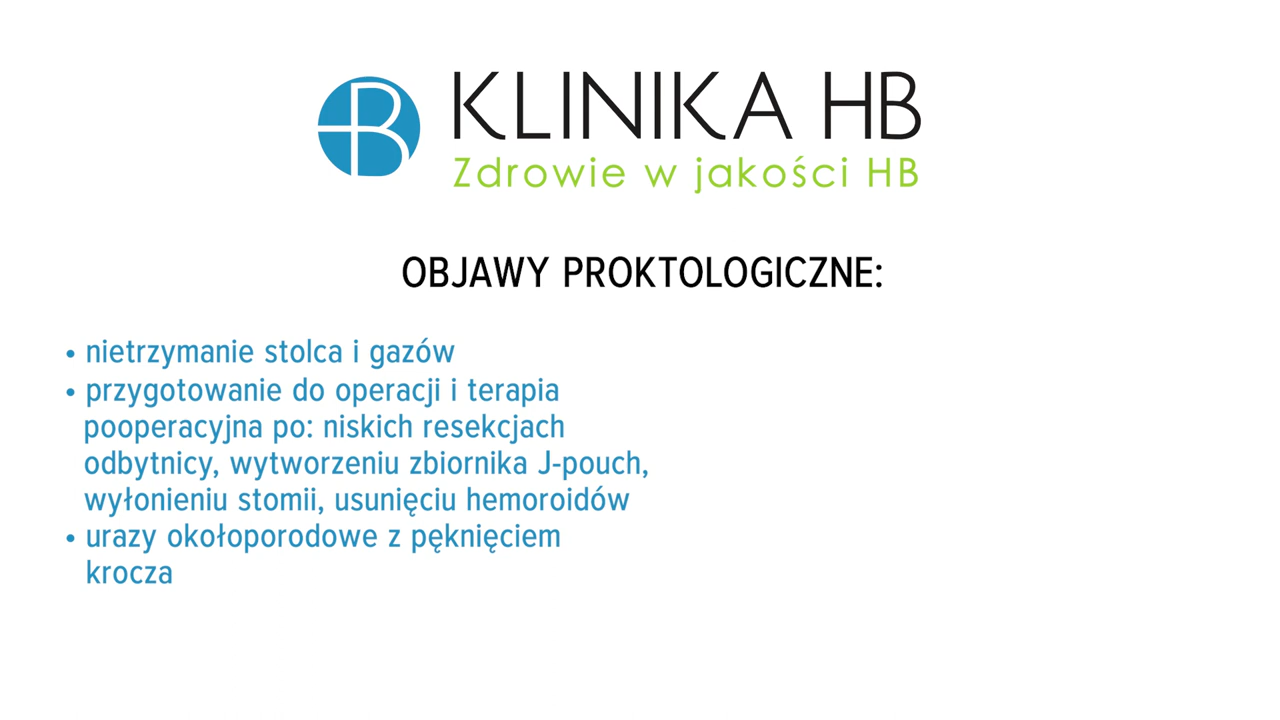 KLINIKA HB
Zdrowie w jakości HB
OBJAWY PROKTOLOGICZNE:
• nietrzymanie stolca i gazów
• przygotowanie do operacji i terapia
pooperacyjna po: niskich resekcjach
odbytnicy, wytworzeniu zbiornika J-pouch,
wyłonieniu stomii, usunięciu hemoroidów
• urazy okołoporodowe z pęknięciem
krocza